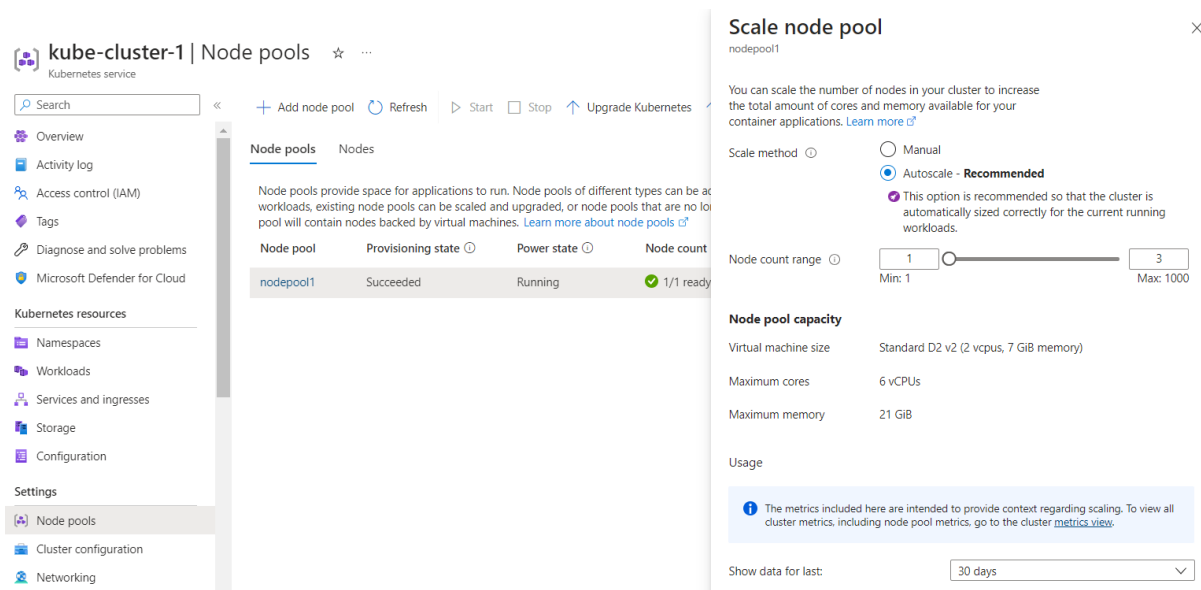 kube-cluster-1 | Node pools
Kubernetes service
Search
Overview
Activity log
Access control (IAM)
Tags
Diagnose and solve problems
Microsoft Defender for Cloud
Kubernetes resources
Namespaces
Workloads
Services and ingresses
Storage
Configuration
Settings
Node pools
Cluster configuration
Networking
Add node pool Refresh Start Stop Upgrade Kubernetes
Node pools Nodes
Node pools provide space for applications to run. Node pools of different types can be
workloads, existing node pools can be scaled and upgraded, or node pools that are no
pool will contain nodes backed by virtual machines. Learn more about node pools
Node pool Provisioning state Power state Node count
nodepool1 Succeeded Running 1/1 ready
Scale node pool
nodepool1
You can scale the number of nodes in your cluster to increase
the total amount of cores and memory available for your
container applications. Learn more
Scale method Manual
Autoscale - Recommended
This option is recommended so that the cluster is
automatically sized correctly for the current running
workloads.
Node count range 1 3
Min: 1 Max: 1000
Node pool capacity
Virtual machine size Standard D2 v2 (2 vcpus, 7 GiB memory)
Maximum cores 6 vCPUs
Maximum memory 21 GiB
Usage
The metrics included here are intended to provide context regarding scaling. To view all
cluster metrics, including node pool metrics, go to the cluster metrics view.
Show data for last: 30 days